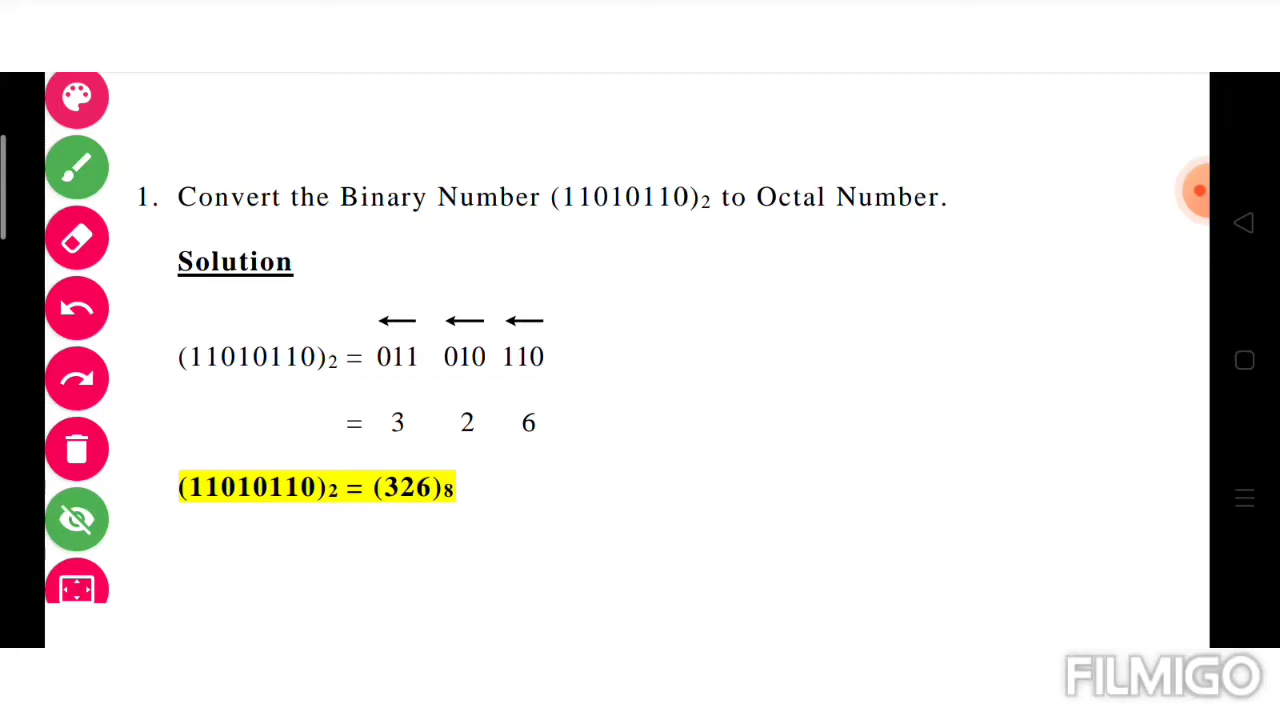 1. Convert the Binary Number (11010110)₂ to Octal Number.
Solution
(11010110)₂ = 011 010 110
= 3 2 6
(11010110)₂ = (326)₈
FILMIGO